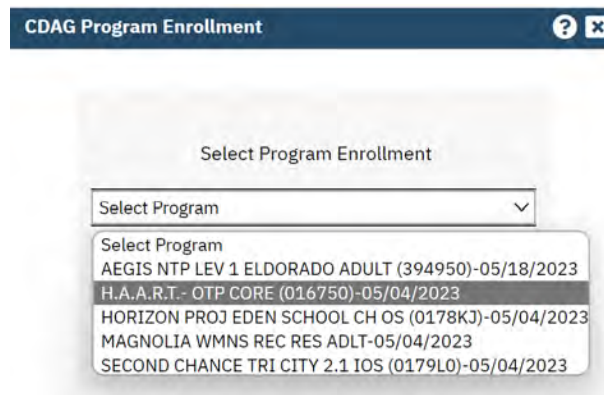 CDAG Program Enrollment
Select Program Enrollment
Select Program
Select Program
AEGIS NTP LEV 1 ELDORADO ADULT (394950)-05/18/2023
H.A.A.R.T.- OTP CORE (016750)-05/04/2023
HORIZON PROJ EDEN SCHOOL CH OS (0178KJ)-05/04/2023
MAGNOLIA WMNS REC RES ADLT-05/04/2023
SECOND CHANCE TRI CITY 2.1 IOS (0179L0)-05/04/2023